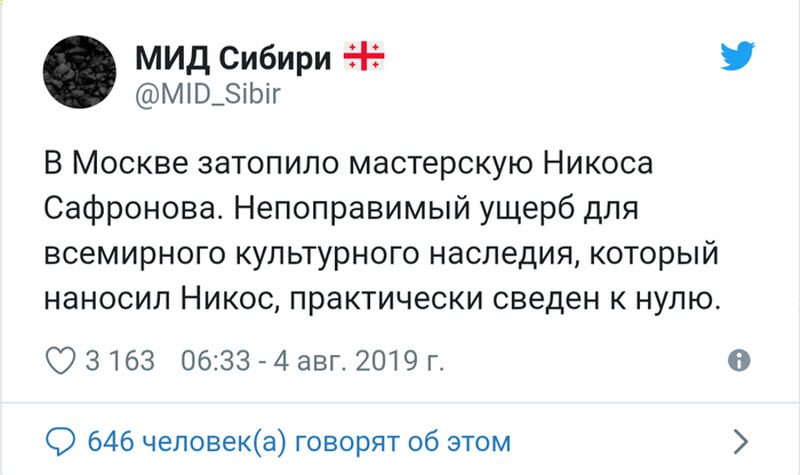 МИД Сибири 🇬🇪
@MID_Sibir
В Москве затопило мастерскую Никоса
Сафронова. Непоправимый ущерб для
всемирного культурного наследия, который
наносил Никос, практически сведен к нулю.
3 163 06:33 - 4 авг. 2019 г.
646 человек(а) говорят об этом